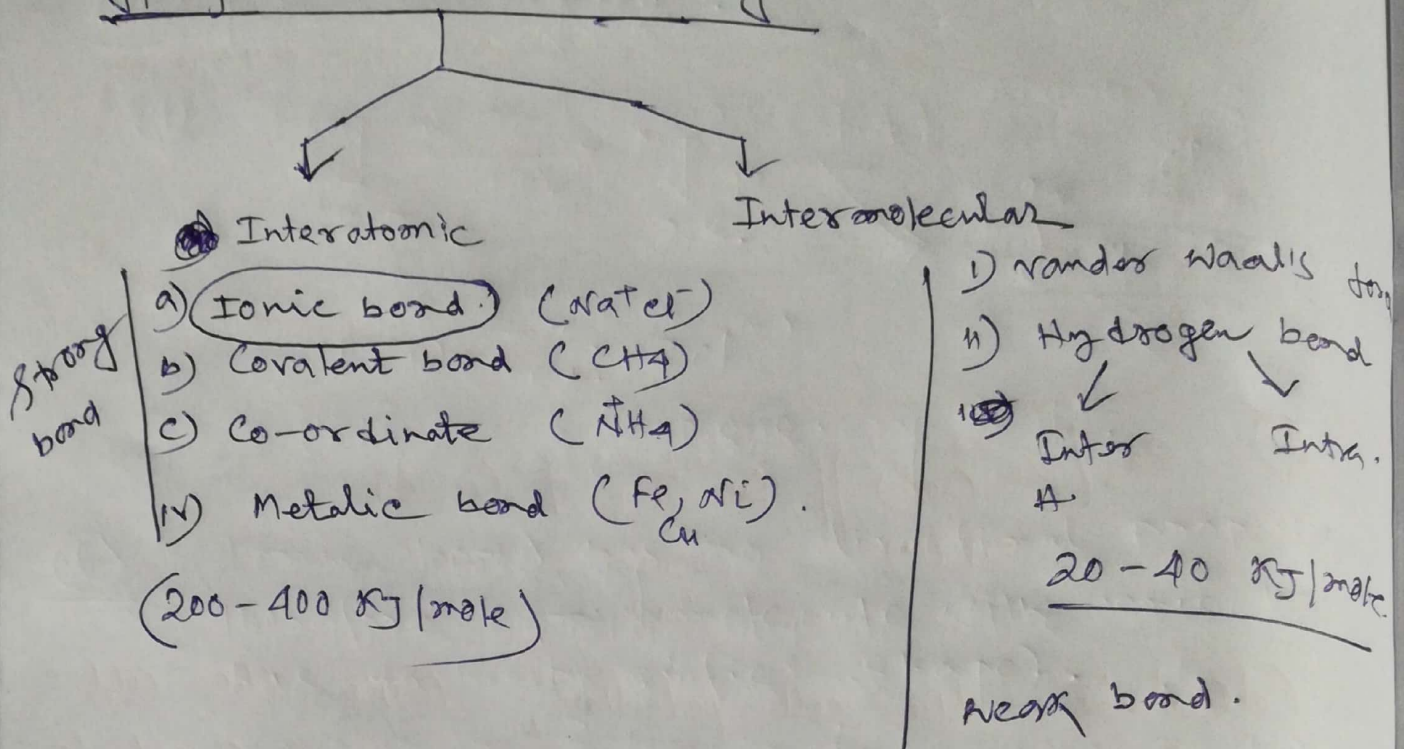 Interatomic
Intermolecular
Strong bond
a) Ionic bond. (Na⁺Cl⁻)
b) Covalent bond (CH4)
c) Co-ordinate (N⁺H4)
IV) Metalic bond (Fe, Ni).
Cu
(200-400 KJ/mole)
I) vander Waal's
II) Hydrogen bond
Inter Intra.
20-40 KJ/mole.
Weak bond.